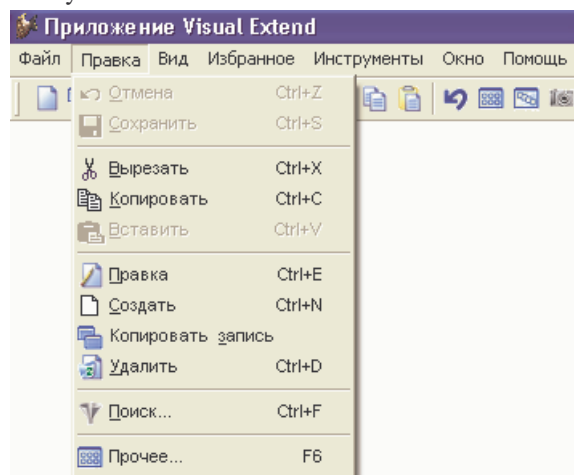 Приложение Visual Extend
Файл Правка Вид Избранное Инструменты Окно Помощь
Отмена Ctrl+Z
Сохранить Ctrl+S
Вырезать Ctrl+X
Копировать Ctrl+C
Вставить Ctrl+V
Правка Ctrl+E
Создать Ctrl+N
Копировать запись
Удалить Ctrl+D
Поиск... Ctrl+F
Прочее... F6